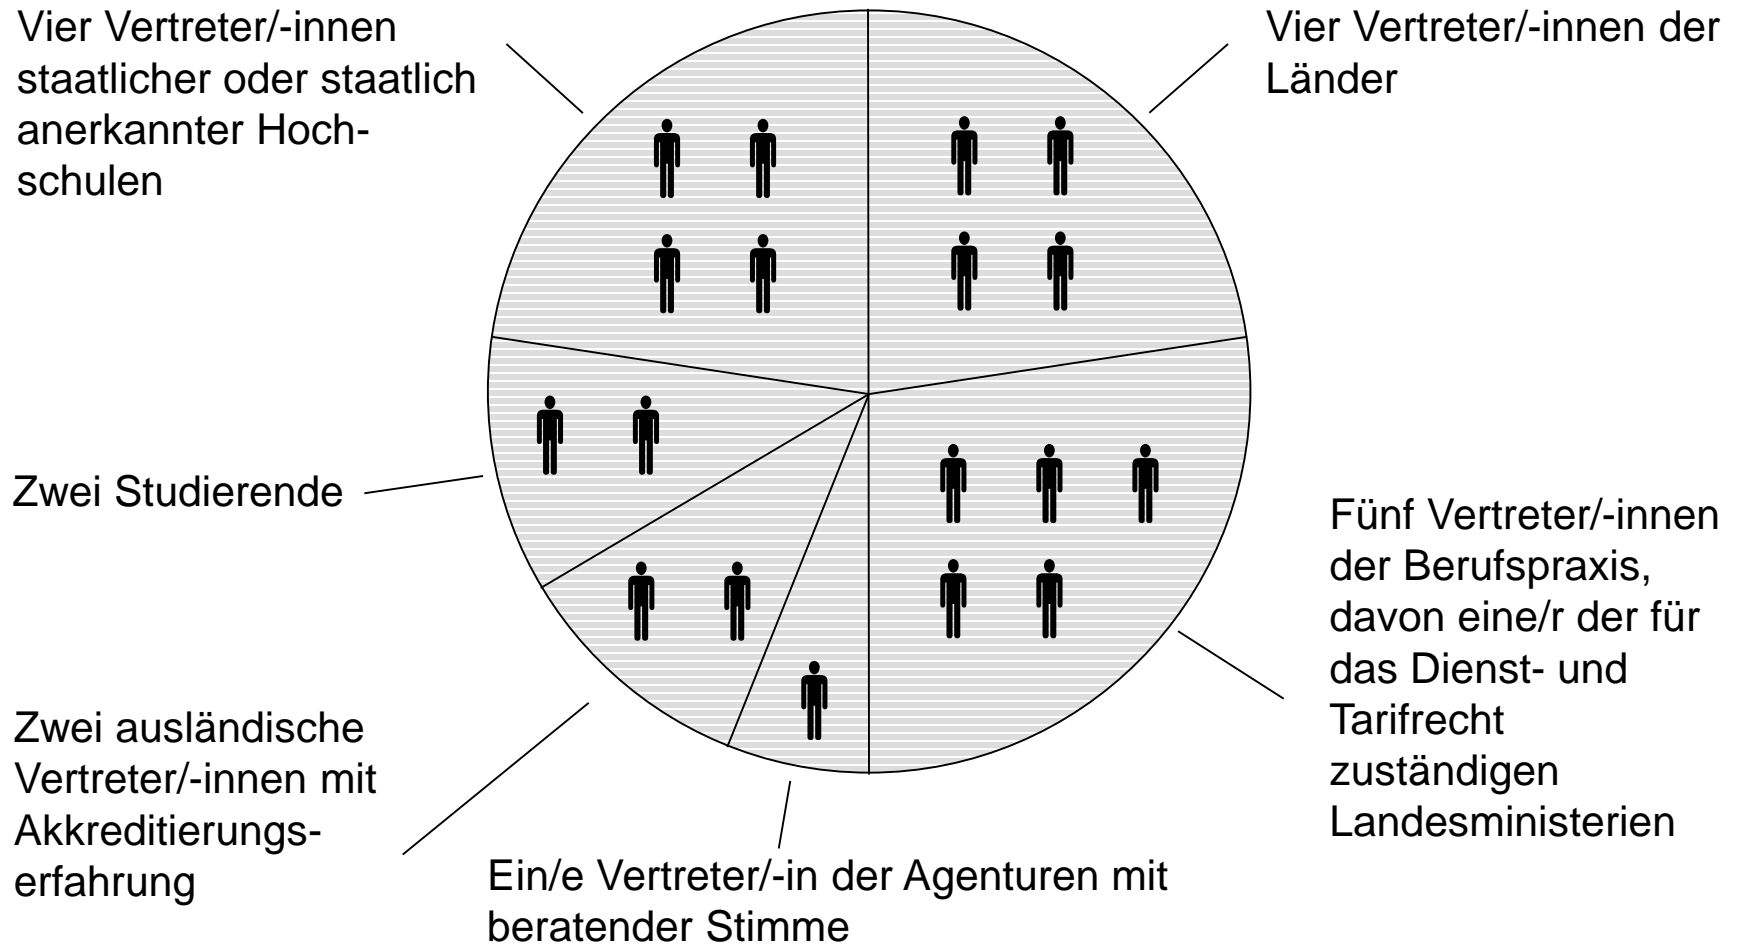 Vier Vertreter/-innen
staatlicher oder staatlich
anerkannter Hoch-
schulen
Vier Vertreter/-innen der
Länder
Zwei Studierende
Fünf Vertreter/-innen
der Berufspraxis,
davon eine/r der für
das Dienst- und
Tarifrecht
zuständigen
Landesministerien
Zwei ausländische
Vertreter/-innen mit
Akkreditierungs-
erfahrung
Ein/e Vertreter/-in der Agenturen mit
beratender Stimme